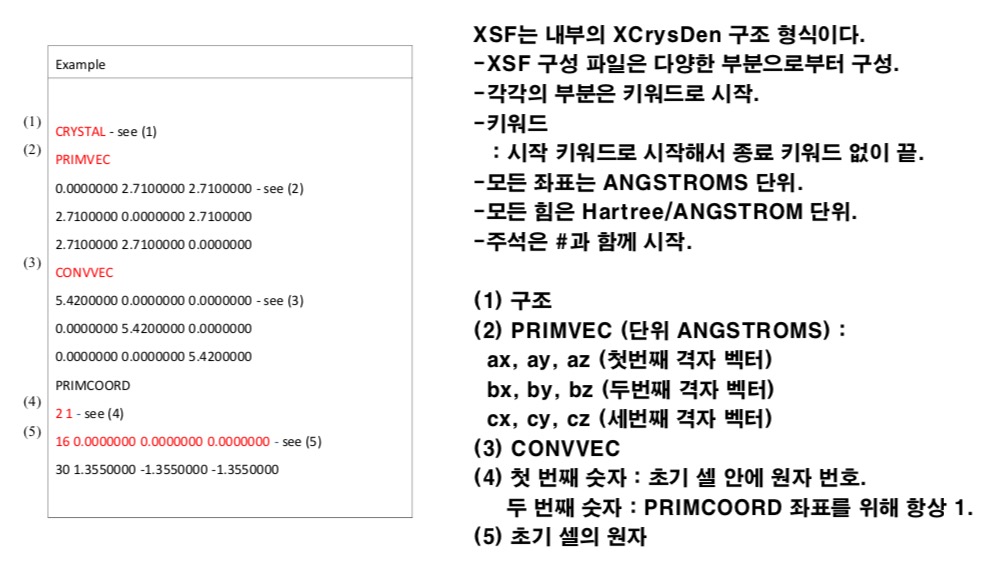 Example
(1)
CRYSTAL - see (1)
(2)
PRIMVEC
0.0000000 2.7100000 2.7100000 - see (2)
2.7100000 0.0000000 2.7100000
2.7100000 2.7100000 0.0000000
(3)
CONVVEC
5.4200000 0.0000000 0.0000000 - see (3)
0.0000000 5.4200000 0.0000000
0.0000000 0.0000000 5.4200000
PRIMCOORD
(4)
2 1 - see (4)
(5)
16 0.0000000 0.0000000 0.0000000 - see (5)
30 1.3550000 -1.3550000 -1.3550000
XSF는 내부의 XCrysDen 구조 형식이다.
-XSF 구성 파일은 다양한 부분으로부터 구성.
-각각의 부분은 키워드로 시작.
-키워드
: 시작 키워드로 시작해서 종료 키워드 없이 끝.
-모든 좌표는 ANGSTROMS 단위.
-모든 힘은 Hartree/ANGSTROM 단위.
-주석은 #과 함께 시작.
(1) 구조
(2) PRIMVEC (단위 ANGSTROMS) :
ax, ay, az (첫번째 격자 벡터)
bx, by, bz (두번째 격자 벡터)
cx, cy, cz (세번째 격자 벡터)
(3) CONVVEC
(4) 첫 번째 숫자 : 초기 셀 안에 원자 번호.
두 번째 숫자 : PRIMCOORD 좌표를 위해 항상 1.
(5) 초기 셀의 원자